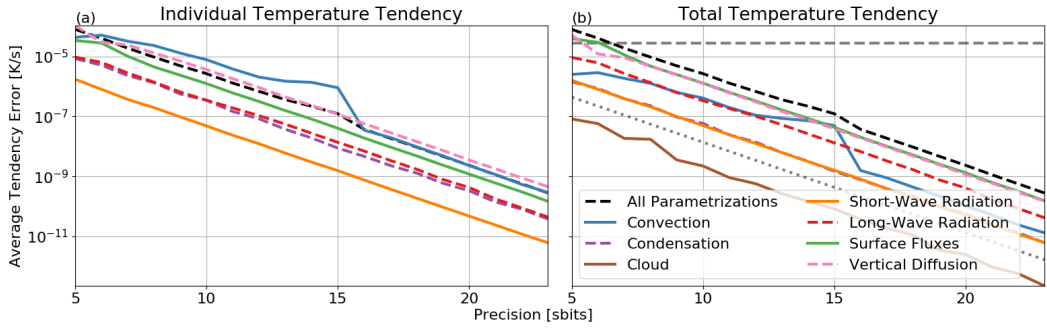 Individual Temperature Tendency
Total Temperature Tendency
(a)
(b)
Average Tendency Error [K/s]
10⁻⁵
10⁻⁷
10⁻⁹
10⁻¹¹
All Parametrizations
Convection
Condensation
Cloud
Short-Wave Radiation
Long-Wave Radiation
Surface Fluxes
Vertical Diffusion
5 10 15 20
5 10 15 20
Precision [sbits]